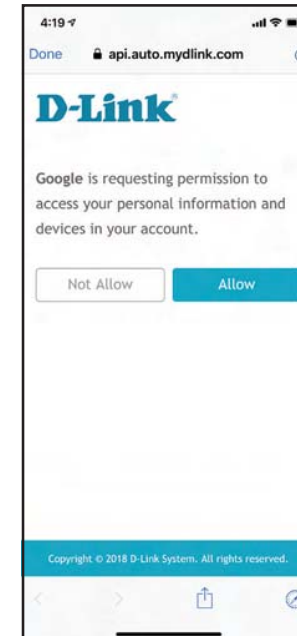 4:19
Done api.auto.mydlink.com
D-Link®
Google is requesting permission to
access your personal information and
devices in your account.
Not Allow Allow
Copyright © 2018 D-Link System. All rights reserved.